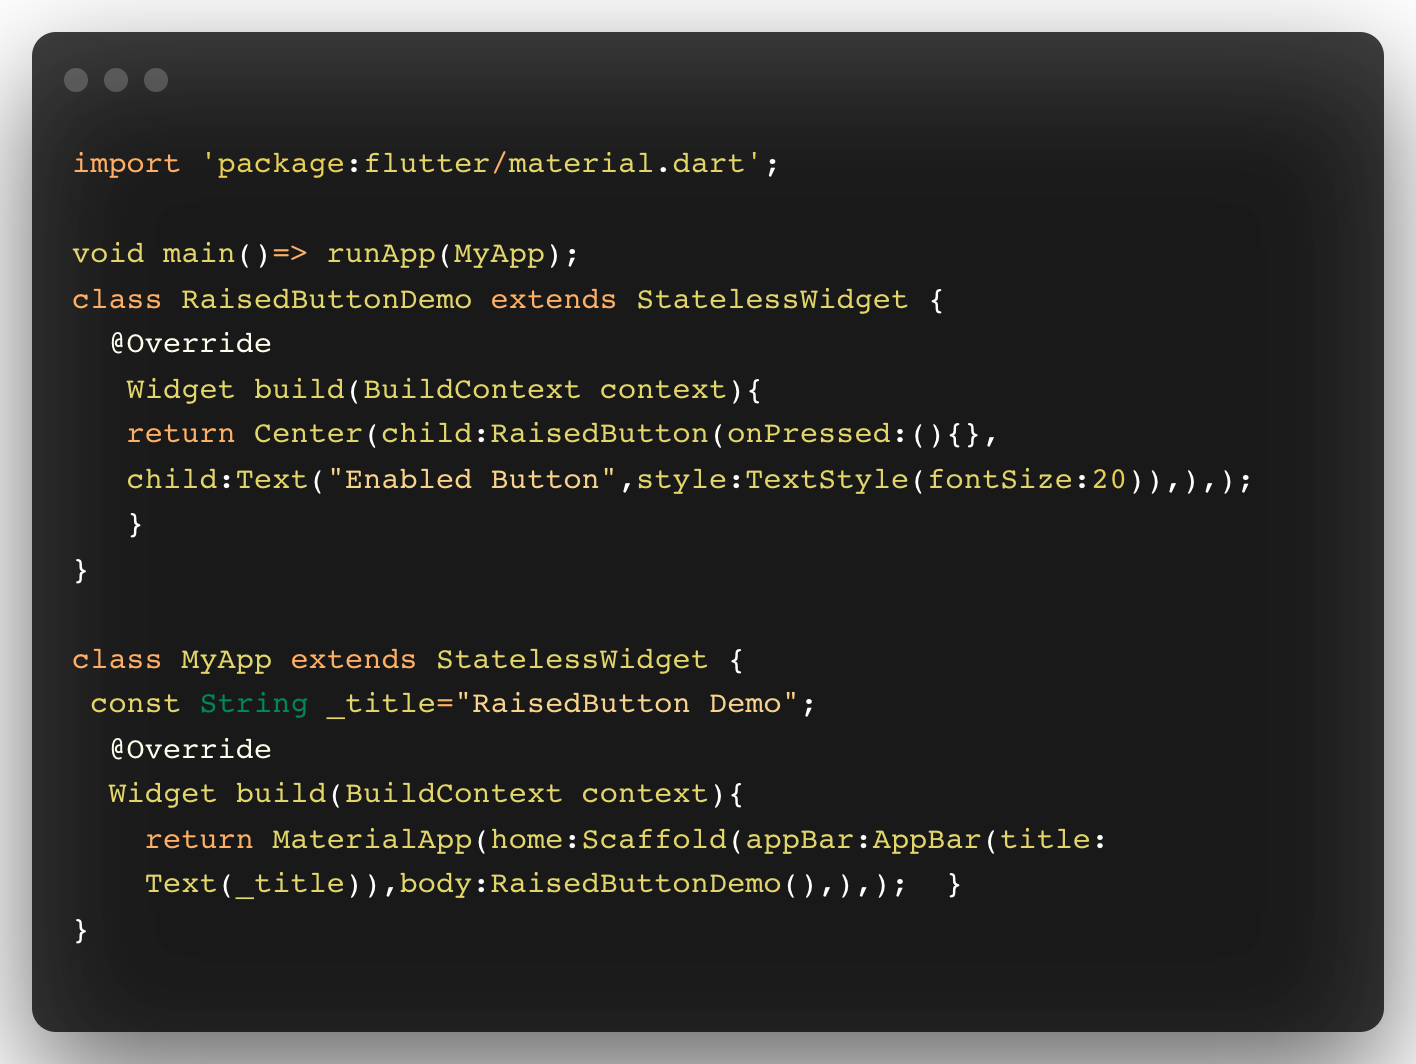 import 'package:flutter/material.dart';
void main()=> runApp(MyApp);
class RaisedButtonDemo extends StatelessWidget {
@Override
Widget build(BuildContext context){
return Center(child:RaisedButton(onPressed:(){},
child:Text("Enabled Button",style:TextStyle(fontSize:20)),),);
}
}
class MyApp extends StatelessWidget {
const String _title="RaisedButton Demo";
@Override
Widget build(BuildContext context){
return MaterialApp(home:Scaffold(appBar:AppBar(title:
Text(_title)),body:RaisedButtonDemo(),),);  }
}